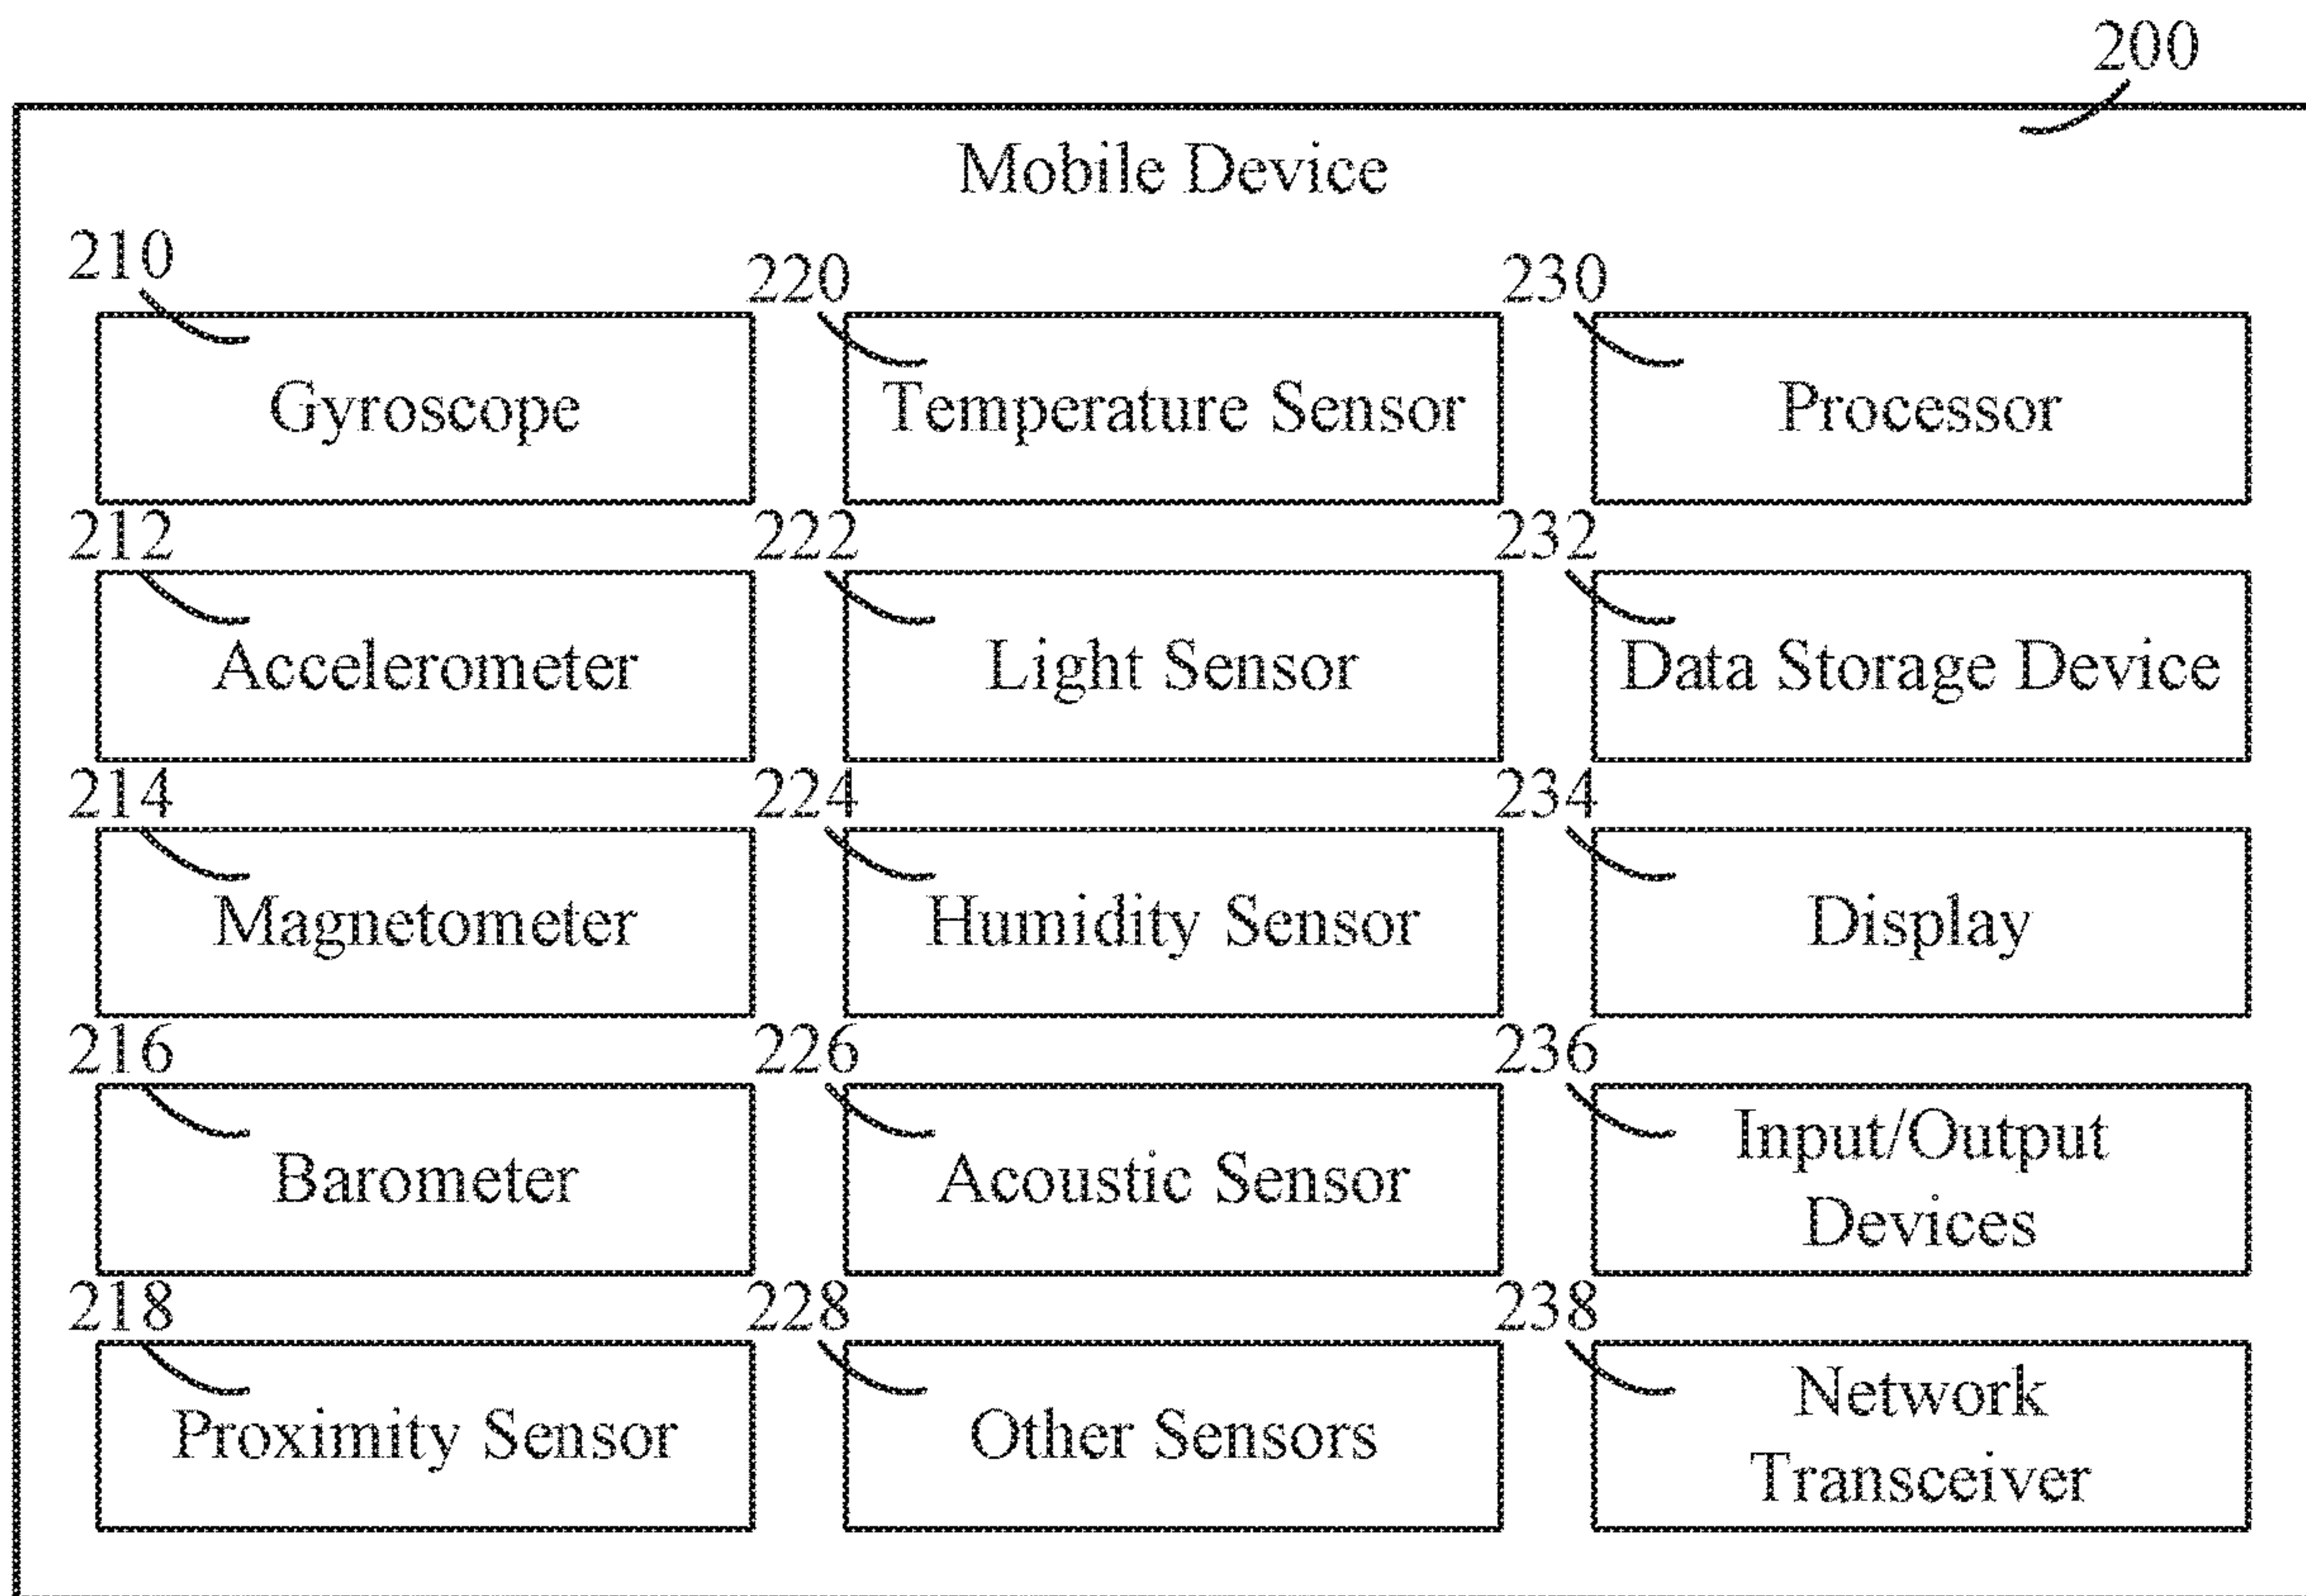 200
Mobile Device
210 220 230
Gyroscope Temperature Sensor Processor
212 222 232
Accelerometer Light Sensor Data Storage Device
214 224 234
Magnetometer Humidity Sensor Display
216 226 236
Barometer Acoustic Sensor Input/Output
Devices
218 228 238
Proximity Sensor Other Sensors Network
Transceiver